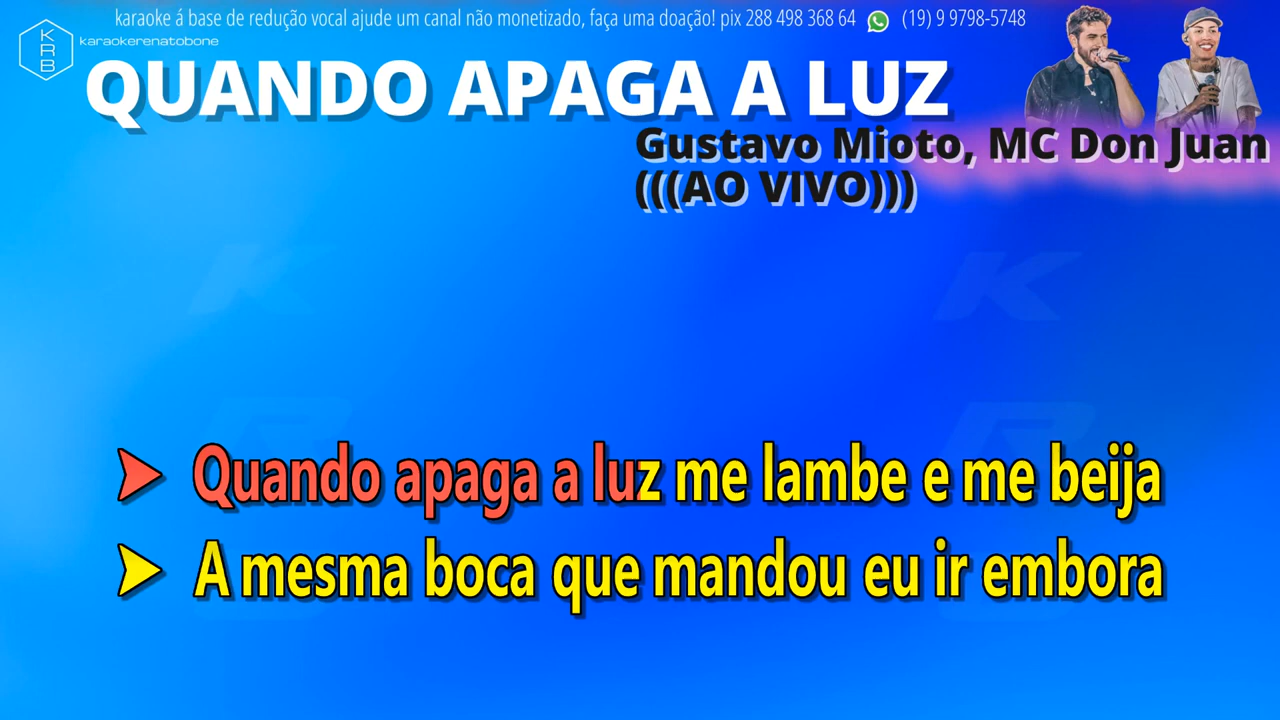 karaoke á base de redução vocal ajude um canal não monetizado, faça uma doação! pix 288 498 368 64 (19) 9 9798-5748
KRB
karaokerenatobone
QUANDO APAGA A LUZ
Gustavo Mioto, MC Don Juan
(((AO VIVO)))
K K
R R
Quando apaga a luz me lambe e me beija
A mesma boca que mandou eu ir embora